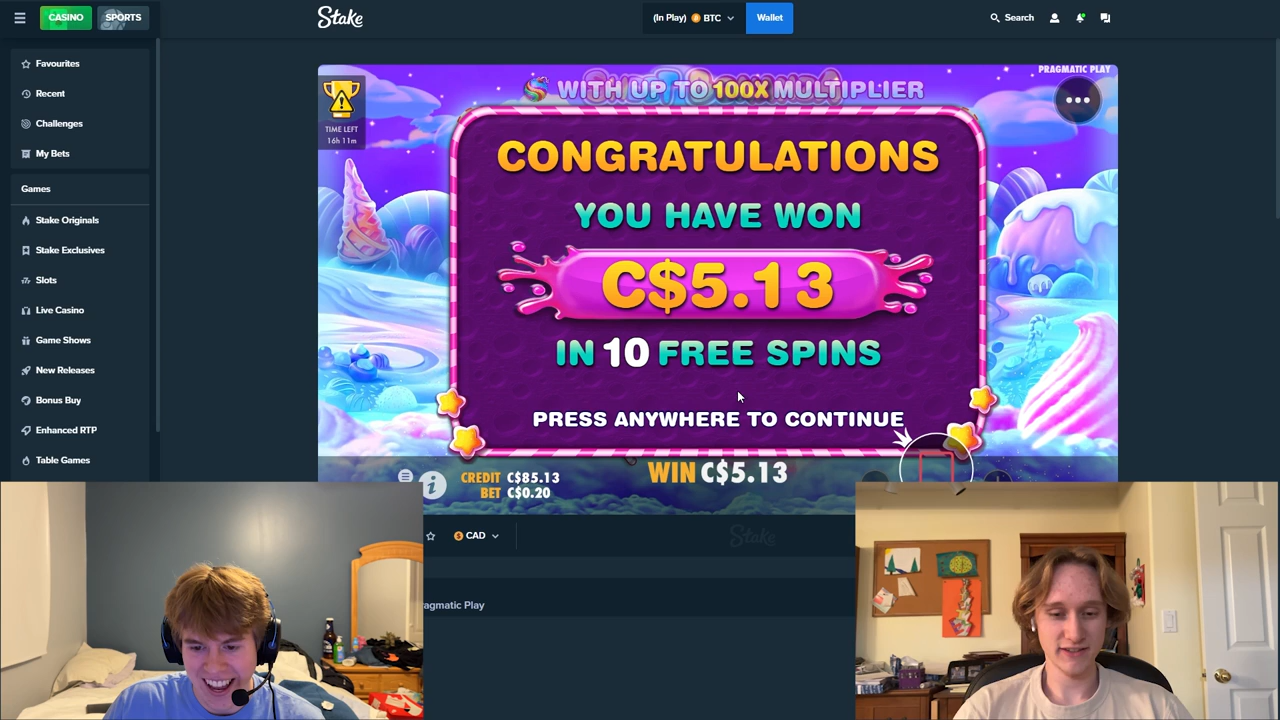 CASINO
SPORTS
Stake
(In Play) BTC
Wallet
Search
Favourites
Recent
Challenges
My Bets
Games
Stake Originals
Stake Exclusives
Slots
Live Casino
Game Shows
New Releases
Bonus Buy
Enhanced RTP
Table Games
PRAGMATIC PLAY
WITH UP TO 100X MULTIPLIER
TIME LEFT
16h 11m
CONGRATULATIONS
YOU HAVE WON
C$5.13
IN 10 FREE SPINS
PRESS ANYWHERE TO CONTINUE
CREDIT C$85.13
BET C$0.20
WIN C$5.13
CAD
Stake
ragmatic Play